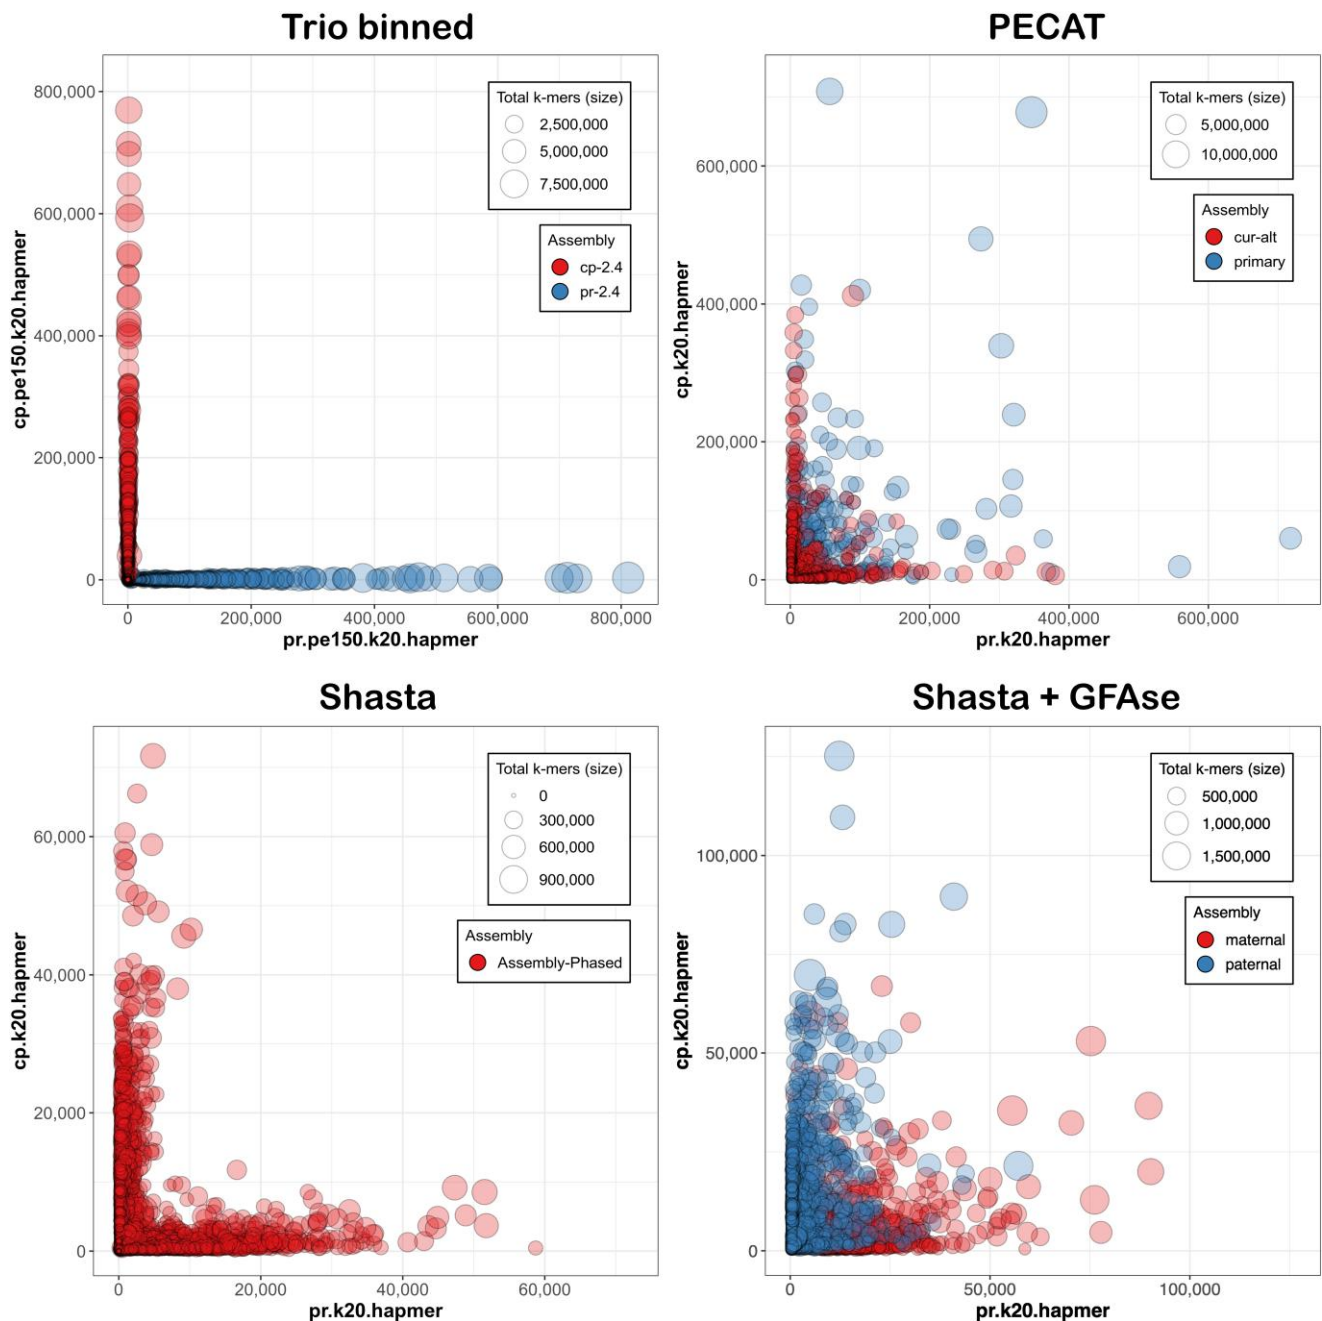 Trio binned
800,000
600,000
400,000
200,000
0
cp.pe150.k20.hapmer
0
200,000
400,000
600,000
800,000
pr.pe150.k20.hapmer
Total k-mers (size)
2,500,000
5,000,000
7,500,000
Assembly
cp-2.4
pr-2.4
PECAT
600,000
400,000
200,000
0
cp.k20.hapmer
0
200,000
400,000
600,000
pr.k20.hapmer
Total k-mers (size)
5,000,000
10,000,000
Assembly
cur-alt
primary
Shasta
60,000
40,000
20,000
0
cp.k20.hapmer
0
20,000
40,000
60,000
pr.k20.hapmer
Total k-mers (size)
0
300,000
600,000
900,000
Assembly
Assembly-Phased
Shasta + GFAse
100,000
50,000
0
cp.k20.hapmer
0
50,000
100,000
pr.k20.hapmer
Total k-mers (size)
500,000
1,000,000
1,500,000
Assembly
maternal
paternal